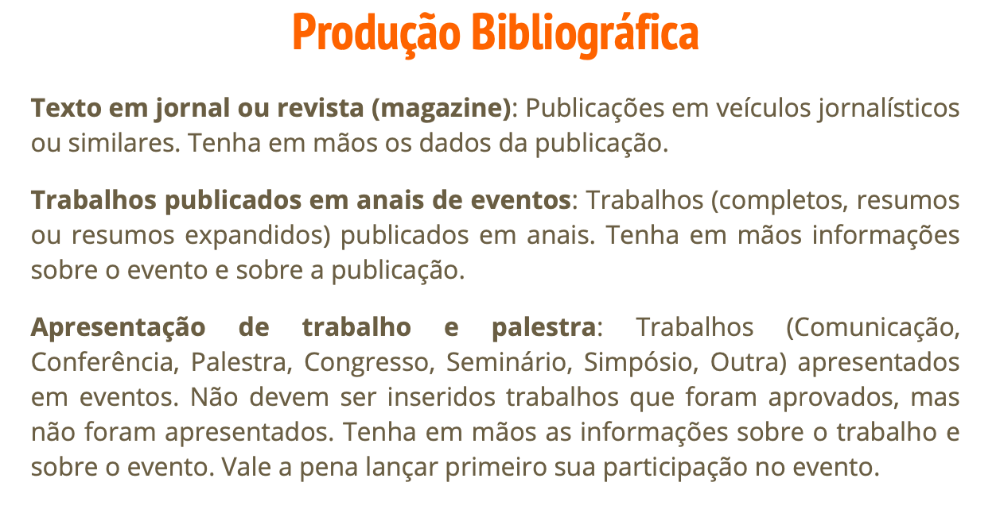 Produção Bibliográfica
Texto em jornal ou revista (magazine): Publicações em veículos jornalísticos
ou similares. Tenha em mãos os dados da publicação.
Trabalhos publicados em anais de eventos: Trabalhos (completos, resumos
ou resumos expandidos) publicados em anais. Tenha em mãos informações
sobre o evento e sobre a publicação.
Apresentação de trabalho e palestra: Trabalhos (Comunicação,
Conferência, Palestra, Congresso, Seminário, Simpósio, Outra) apresentados
em eventos. Não devem ser inseridos trabalhos que foram aprovados, mas
não foram apresentados. Tenha em mãos as informações sobre o trabalho e
sobre o evento. Vale a pena lançar primeiro sua participação no evento.